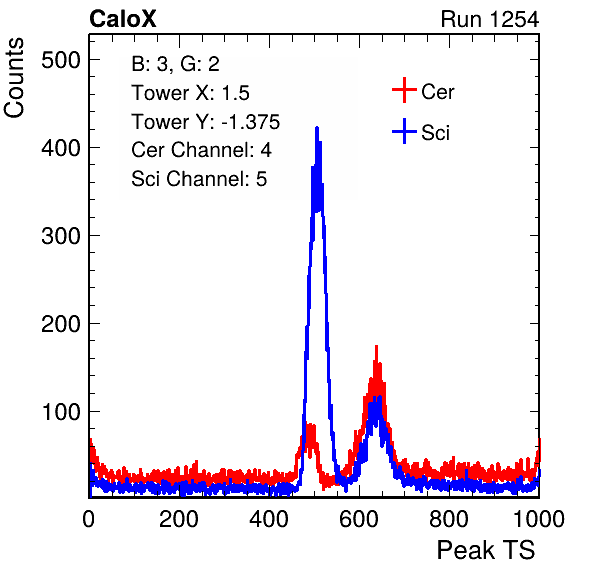 CaloX
Run 1254
Counts
B: 3, G: 2
Tower X: 1.5
Tower Y: -1.375
Cer Channel: 4
Sci Channel: 5
Cer
Sci
500
400
300
200
100
0 200 400 600 800 1000
Peak TS